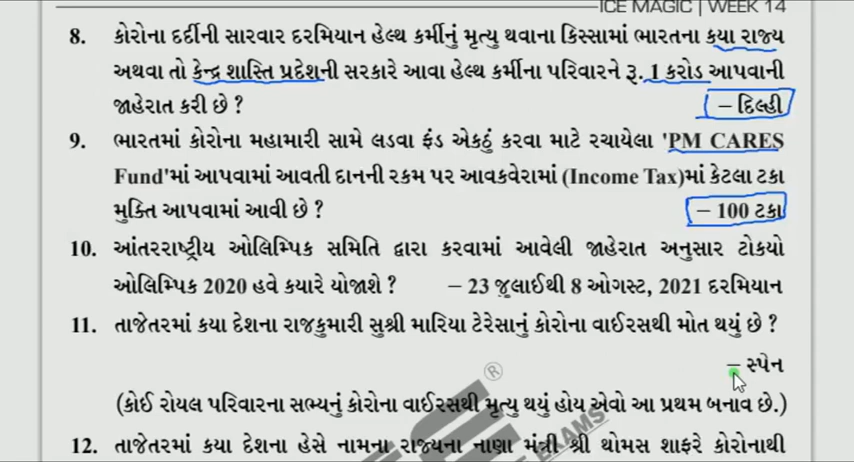 ICE MAGIC | WEEK 14
8. કોરોના દર્દીની સારવાર દરમિયાન હેલ્થ કર્મીનું મૃત્યુ થવાના કિસ્સામાં ભારતના કયા રાજ્ય
અથવા તો કેન્દ્ર શાસ્તિ પ્રદેશની સરકારે આવા હેલ્થ કર્મીના પરિવારને રૂ. 1 કરોડ આપવાની
જાહેરાત કરી છે ? – દિલ્હી
9. ભારતમાં કોરોના મહામારી સામે લડવા ફંડ એકઠું કરવા માટે રચાયેલા 'PM CARES
Fund'માં આપવામાં આવતી દાનની રકમ પર આવકવેરામાં (Income Tax)માં કેટલા ટકા
મુક્તિ આપવામાં આવી છે ? – 100 ટકા
10. આંતરરાષ્ટ્રીય ઓલિમ્પિક સમિતિ દ્વારા કરવામાં આવેલી જાહેરાત અનુસાર ટોકયો
ઓલિમ્પિક 2020 હવે કયારે યોજાશે ? – 23 જુલાઈથી 8 ઓગસ્ટ, 2021 દરમિયાન
11. તાજેતરમાં કયા દેશના રાજકુમારી સુશ્રી મારિયા ટેરેસાનું કોરોના વાઈરસથી મોત થયું છે ?
– સ્પેન
(કોઈ રોયલ પરિવારના સભ્યનું કોરોના વાઈરસથી મૃત્યુ થયું હોય એવો આ પ્રથમ બનાવ છે.)
12. તાજેતરમાં કયા દેશના હેસે નામના રાજ્યના નાણા મંત્રી શ્રી થોમસ શાફરે કોરોનાથી
® EXAMS